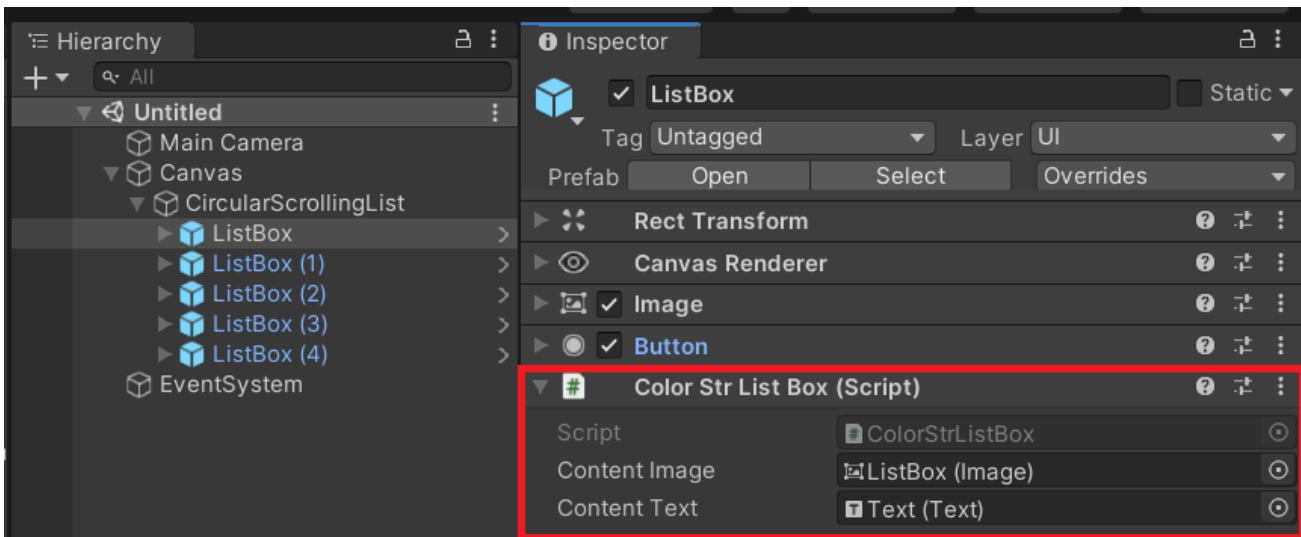 Hierarchy
All
Untitled
Main Camera
Canvas
CircularScrollingList
ListBox
ListBox (1)
ListBox (2)
ListBox (3)
ListBox (4)
EventSystem
Inspector
ListBox
Static
Tag Untagged Layer UI
Prefab Open Select Overrides
Rect Transform
Canvas Renderer
Image
Button
# Color Str List Box (Script)
Script # ColorStrListBox
Content Image ListBox (Image)
Content Text T Text (Text)